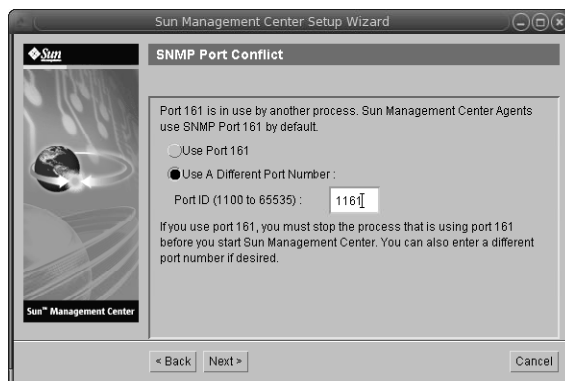 Sun Management Center Setup Wizard
Sun
SNMP Port Conflict
Port 161 is in use by another process. Sun Management Center Agents
use SNMP Port 161 by default.
Use Port 161
Use A Different Port Number :
Port ID (1100 to 65535) :
1161
If you use port 161, you must stop the process that is using port 161
before you start Sun Management Center. You can also enter a different
port number if desired.
Sun™ Management Center
< Back
Next >
Cancel